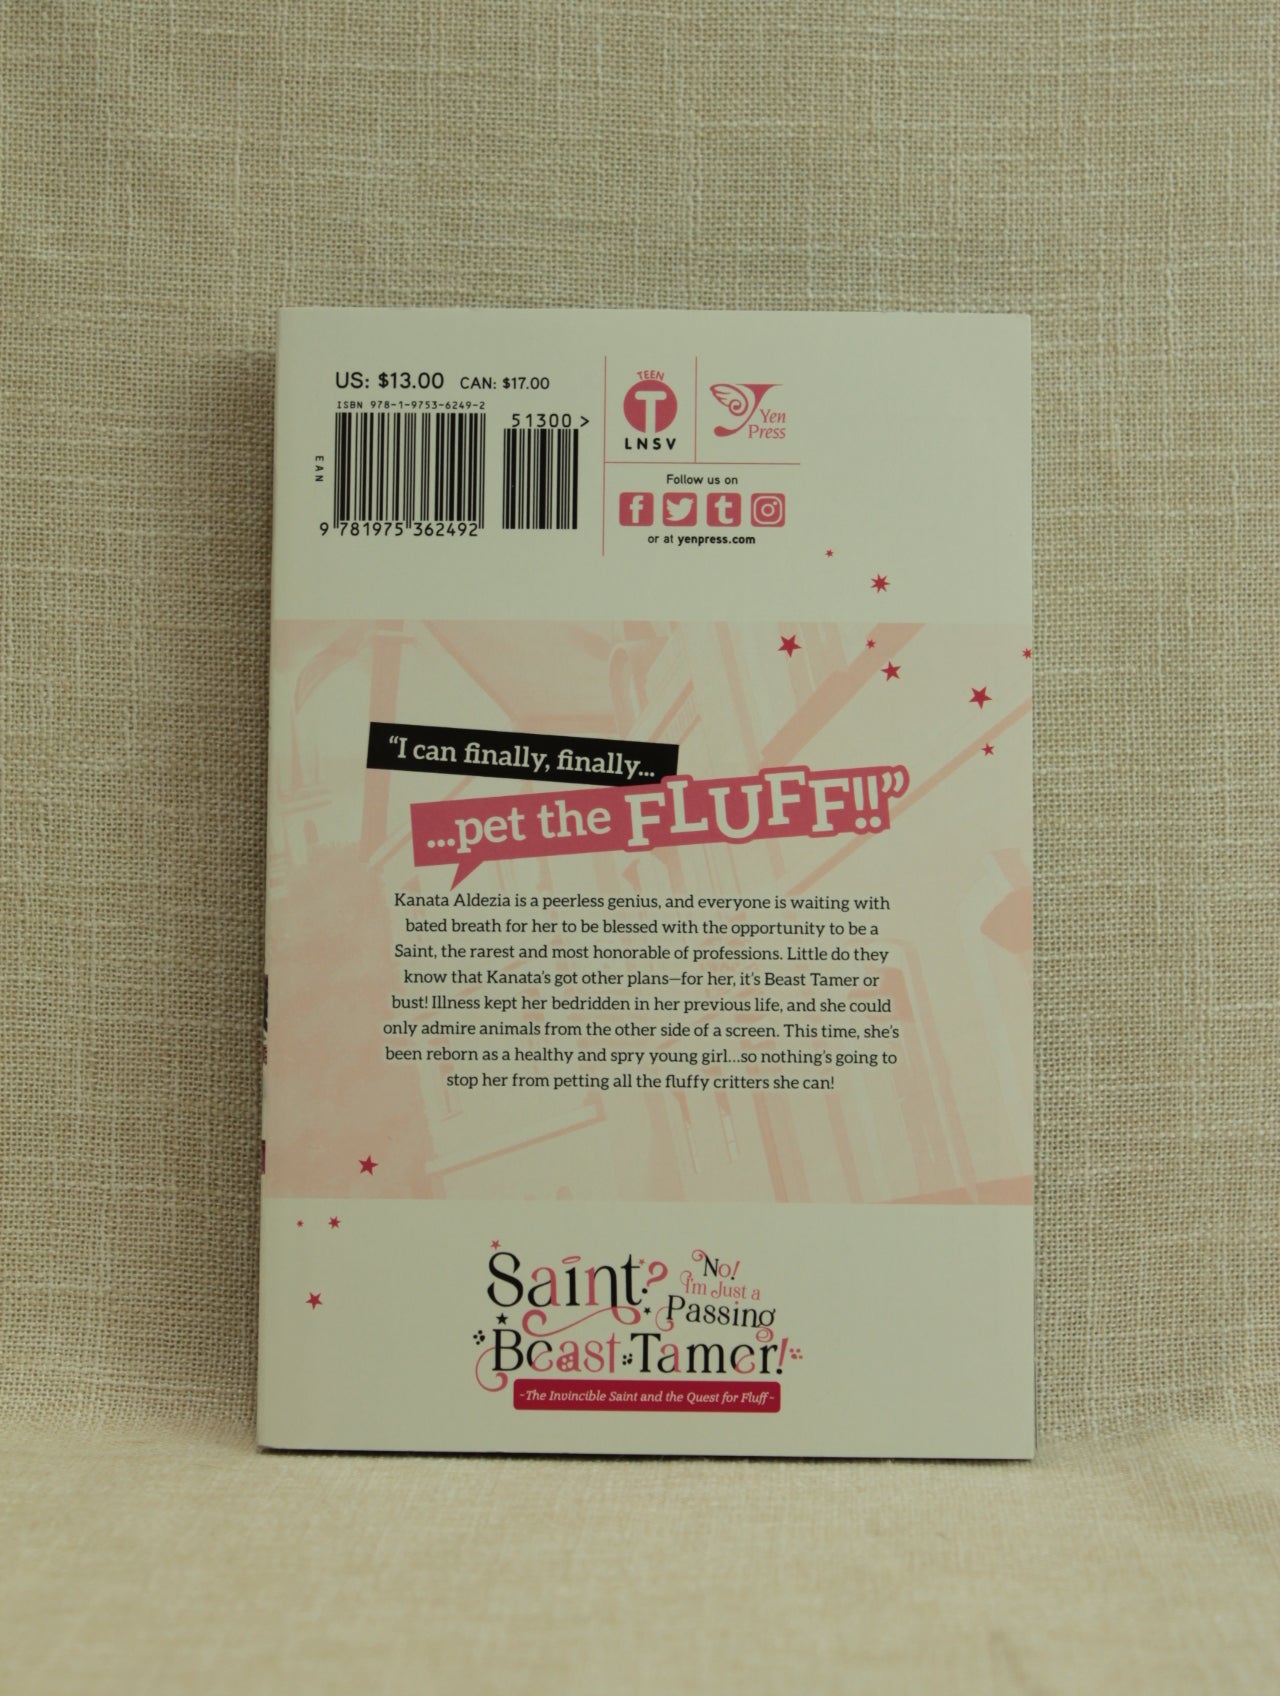 US: $13.00 CAN: $17.00
ISBN 978-1-9753-6249-2
51300 >
EAN
9 781975 362492
TEEN
T
LNSV
Yen
Press
Follow us on
f t
or at yenpress.com
“I can finally, finally...
...pet the FLUFF!!”
Kanata Aldezia is a peerless genius, and everyone is waiting with
bated breath for her to be blessed with the opportunity to be a
Saint, the rarest and most honorable of professions. Little do they
know that Kanata’s got other plans—for her, it’s Beast Tamer or
bust! Illness kept her bedridden in her previous life, and she could
only admire animals from the other side of a screen. This time, she’s
been reborn as a healthy and spry young girl...so nothing’s going to
stop her from petting all the fluffy critters she can!
Saint? No!
I’m Just a
Passing
Beast Tamer!
~The Invincible Saint and the Quest for Fluff~